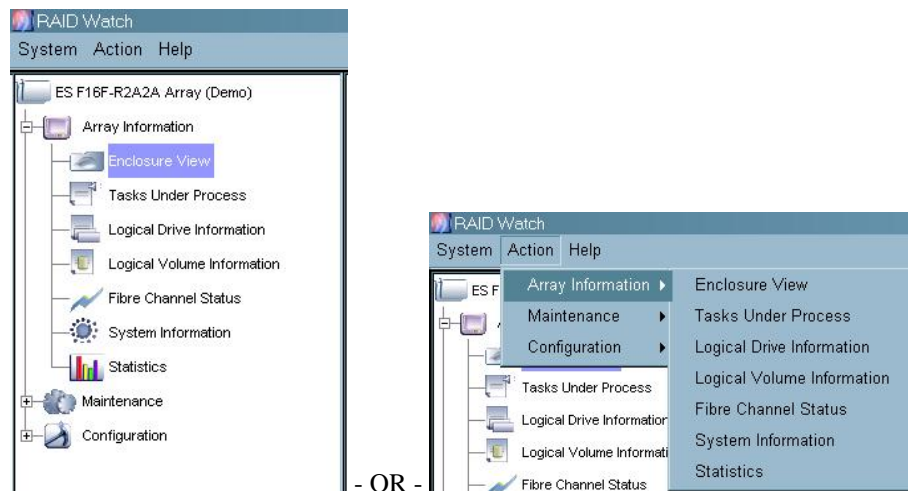 RAID Watch
System Action Help
ES F16F-R2A2A Array (Demo)
Array Information
Enclosure View
Tasks Under Process
Logical Drive Information
Logical Volume Information
Fibre Channel Status
System Information
Statistics
Maintenance
Configuration
- OR -
RAID Watch
System Action Help
ES F
Array Information
Maintenance
Configuration
Enclosure View
Tasks Under Process
Logical Drive Information
Logical Volume Information
Fibre Channel Status
System Information
Statistics
Tasks Under Process
Logical Drive Information
Logical Volume Informati
Fibre Channel Status